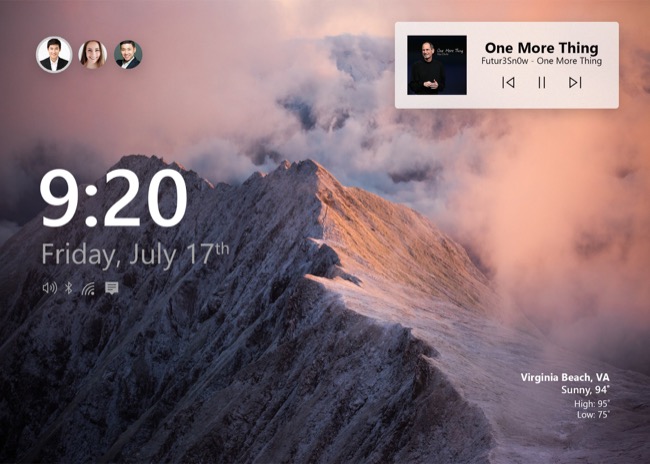 One More Thing
Futur3Sn0w - One More Thing
9:20
Friday, July 17th
Virginia Beach, VA
Sunny, 94°
High: 95°
Low: 75°